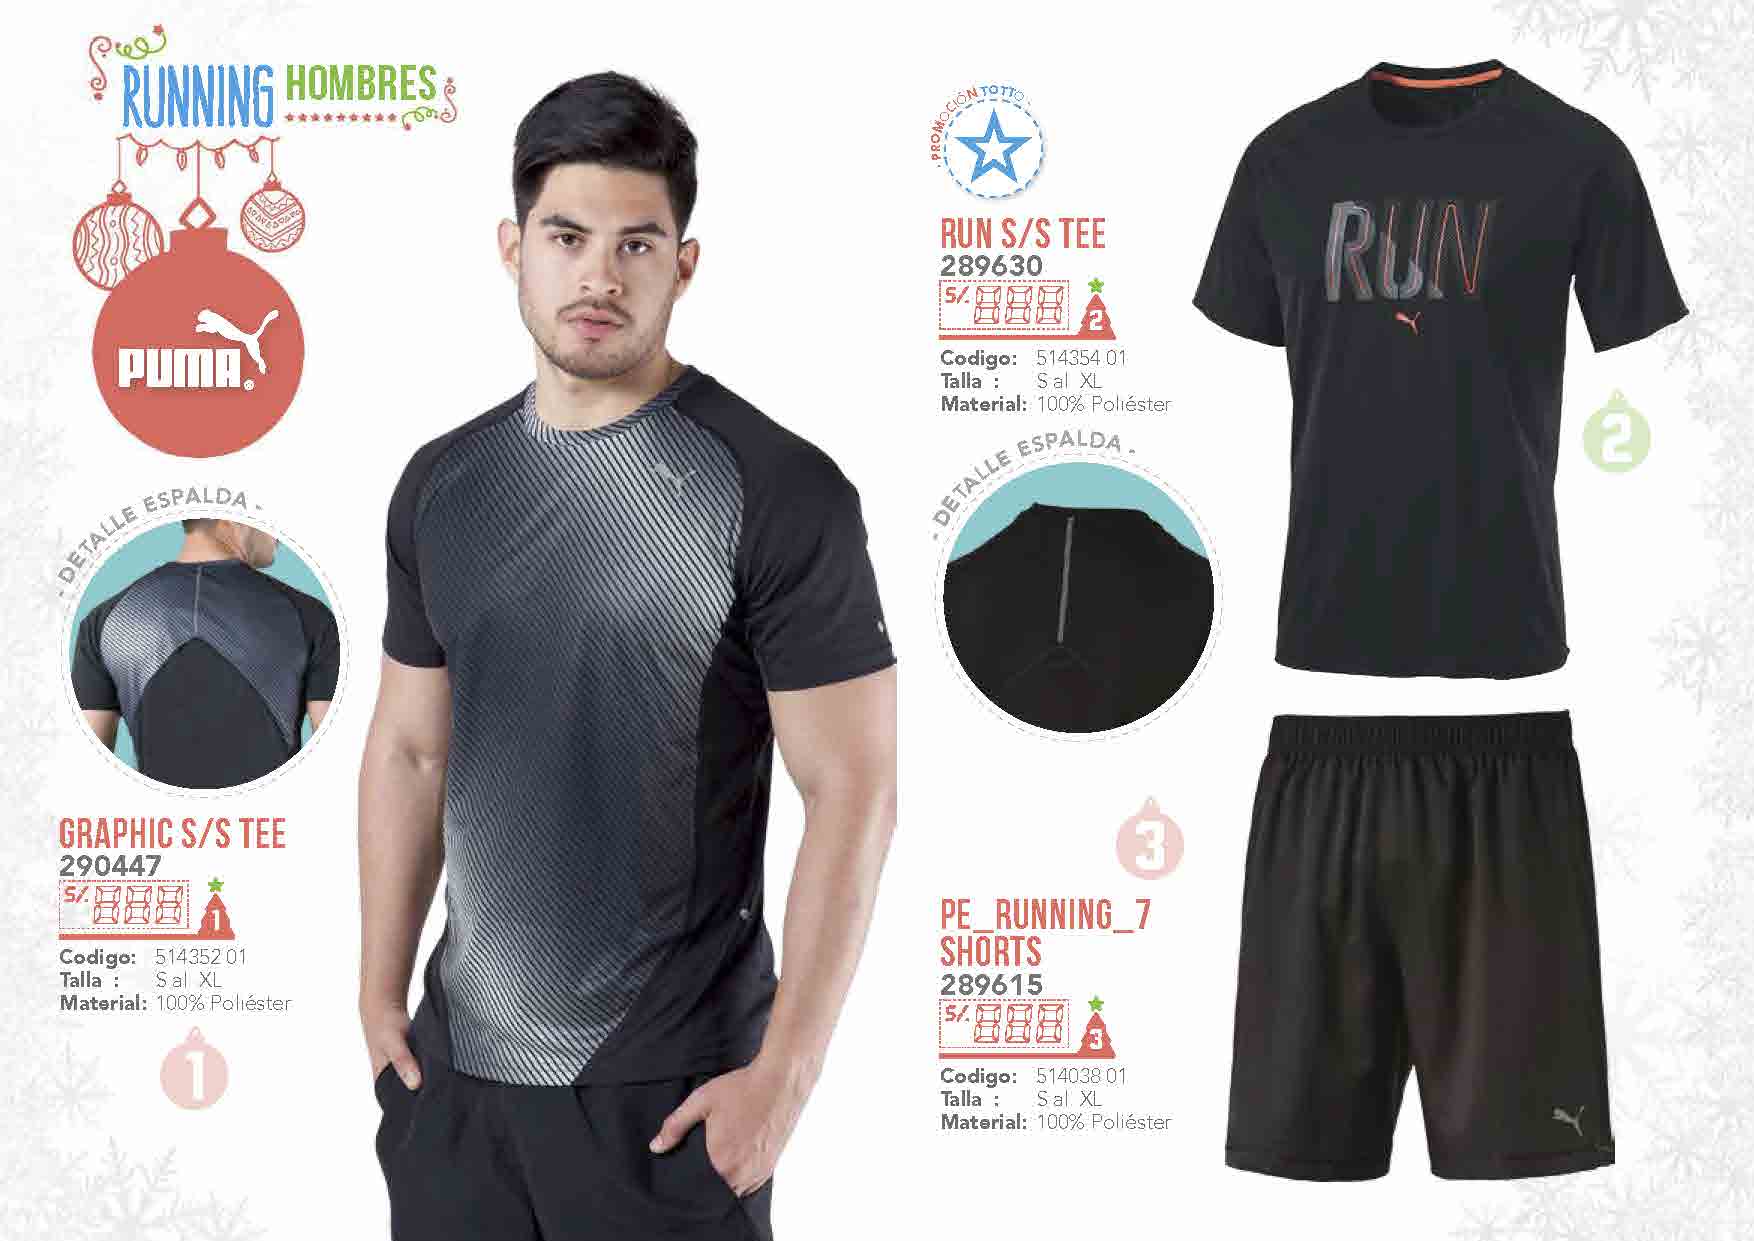 RUNNING HOMBRES
PUMA®
- DETALLE ESPALDA -
GRAPHIC S/S TEE
290447
S/. 888
1
Codigo: 514352 01
Talla : S al XL
Material: 100% Poliéster
1
· PROMOCIÓN TOTTO ·
RUN S/S TEE
289630
S/. 888
2
Codigo: 514354 01
Talla : S al XL
Material: 100% Poliéster
- DETALLE ESPALDA -
RUN
2
3
PE_RUNNING_7
SHORTS
289615
S/. 888
3
Codigo: 514038 01
Talla : S al XL
Material: 100% Poliéster